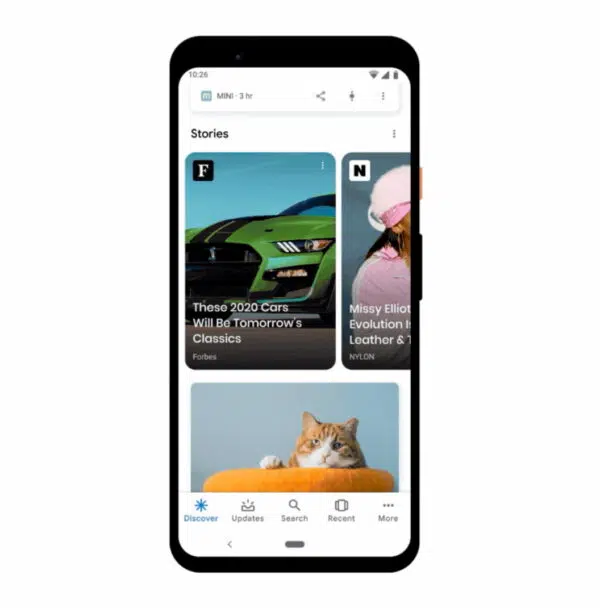 10:26
m MINI · 3 hr
Stories
F
These 2020 Cars
Will Be Tomorrow's
Classics
Forbes
N
Missy Elliot
Evolution
Leather &
NYLON
Discover Updates Search Recent More